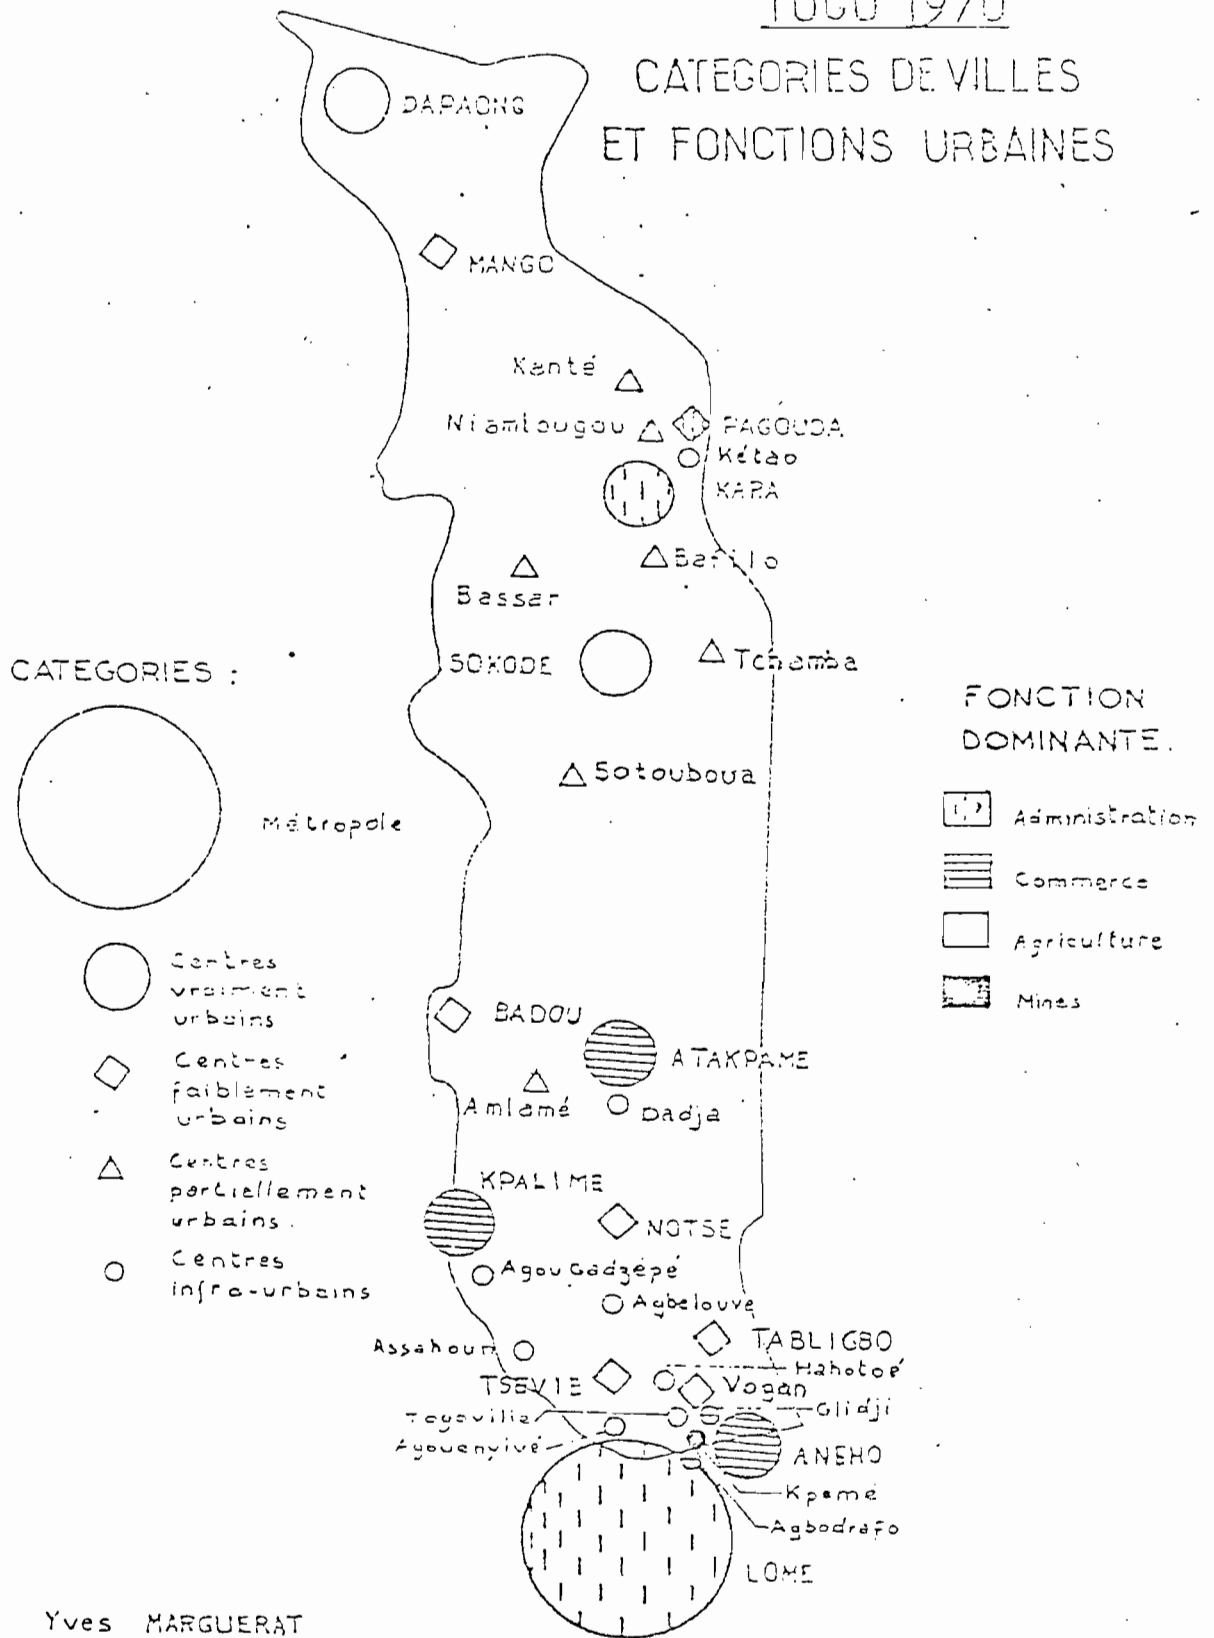 TOGO 1970
CATEGORIES DE VILLES
ET FONCTIONS URBAINES
DAPAONG
MANGO
Kanté
Niamtougou
PAGOUDA
Kétao
KARA
Bafilo
Bassar
SOKODE
Tchamba
CATEGORIES :
FONCTION
DOMINANTE.
Sotouboua
Métropole
Administration
Commerce
Agriculture
Mines
Centres
vraiment
urbains
BADOU
ATAKPAME
Centres
faiblement
urbains
Amlamé
Dadja
Centres
partiellement
urbains.
KPALIME
NOTSE
Centres
infra-urbains
Agou Gadzépé
Agbelouve
TABLIGBO
Assahoun
Hahotoé
TSEVIE
Vogan
Togoville
Glidji
Agouenyivé
ANEHO
Kpemé
Agbodrafo
LOME
Yves MARGUERAT